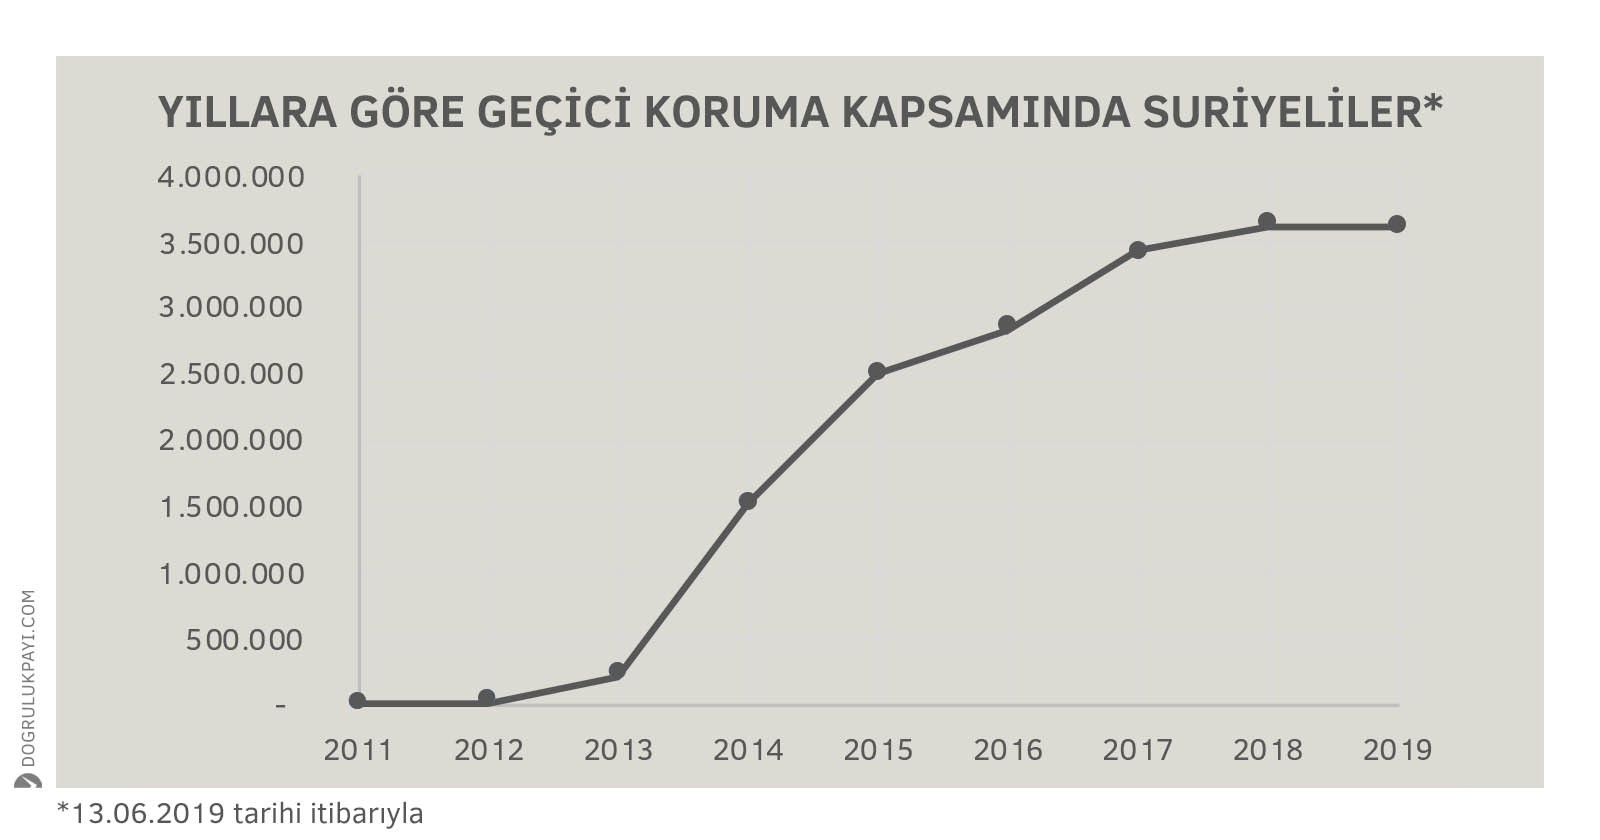 YILLARA GÖRE GEÇİCİ KORUMA KAPSAMINDA SURİYELİLER*
4.000.000
3.500.000
3.000.000
2.500.000
2.000.000
1.500.000
1.000.000
500.000
-
2011 2012 2013 2014 2015 2016 2017 2018 2019
DOGRULUKPAYI.COM
*13.06.2019 tarihi itibarıyla